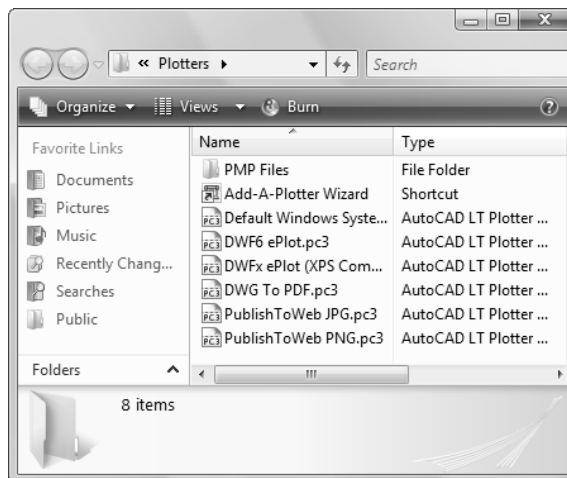 « Plotters
Search
Organize Views Burn
Favorite Links
Documents
Pictures
Music
Recently Chang...
Searches
Public
Folders
Name Type
PMP Files File Folder
Add-A-Plotter Wizard Shortcut
Default Windows Syste... AutoCAD LT Plotter ...
DWF6 ePlot.pc3 AutoCAD LT Plotter ...
DWFx ePlot (XPS Com... AutoCAD LT Plotter ...
DWG To PDF.pc3 AutoCAD LT Plotter ...
PublishToWeb JPG.pc3 AutoCAD LT Plotter ...
PublishToWeb PNG.pc3 AutoCAD LT Plotter ...
8 items